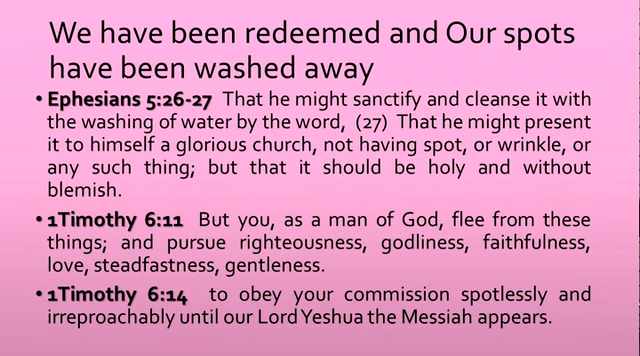 We have been redeemed and Our spots
have been washed away
• Ephesians 5:26-27 That he might sanctify and cleanse it with
the washing of water by the word, (27) That he might present
it to himself a glorious church, not having spot, or wrinkle, or
any such thing; but that it should be holy and without
blemish.
• 1Timothy 6:11 But you, as a man of God, flee from these
things; and pursue righteousness, godliness, faithfulness,
love, steadfastness, gentleness.
• 1Timothy 6:14 to obey your commission spotlessly and
irreproachably until our Lord Yeshua the Messiah appears.